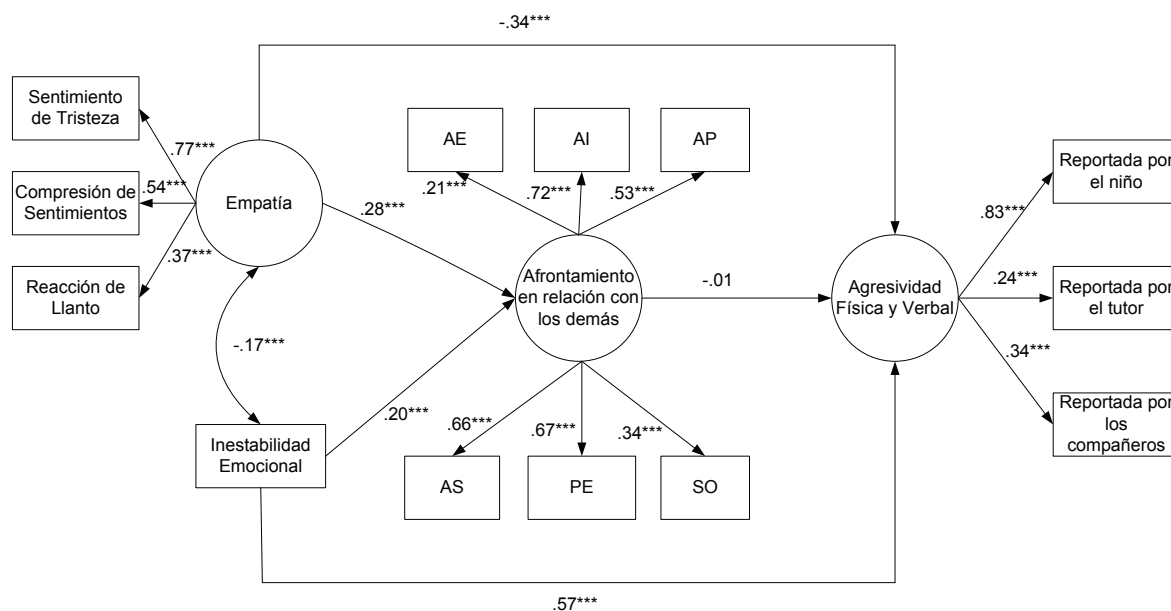 -.34***
Sentimiento
de Tristeza
.77***
Compresión de
Sentimientos
.54***
Reacción de
Llanto
.37***
Empatía
-.17***
Inestabilidad
Emocional
.28***
.20***
AE
AI
AP
.21***
.72***
.53***
Afrontamiento
en relación con
los demás
.66***
.67***
.34***
AS
PE
SO
-.01
Agresividad
Física y Verbal
.83***
.24***
.34***
Reportada por
el niño
Reportada por
el tutor
Reportada por
los
compañeros
.57***